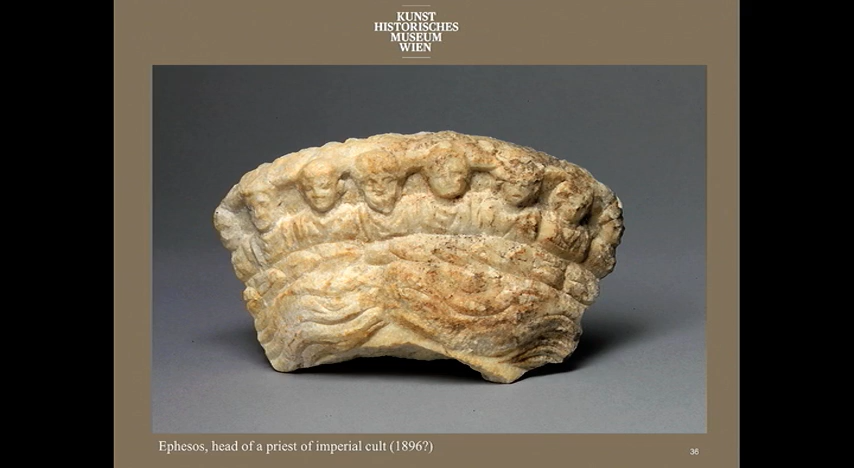 KUNST
HISTORISCHES
MUSEUM
WIEN
Ephesos, head of a priest of imperial cult (1896?)
36